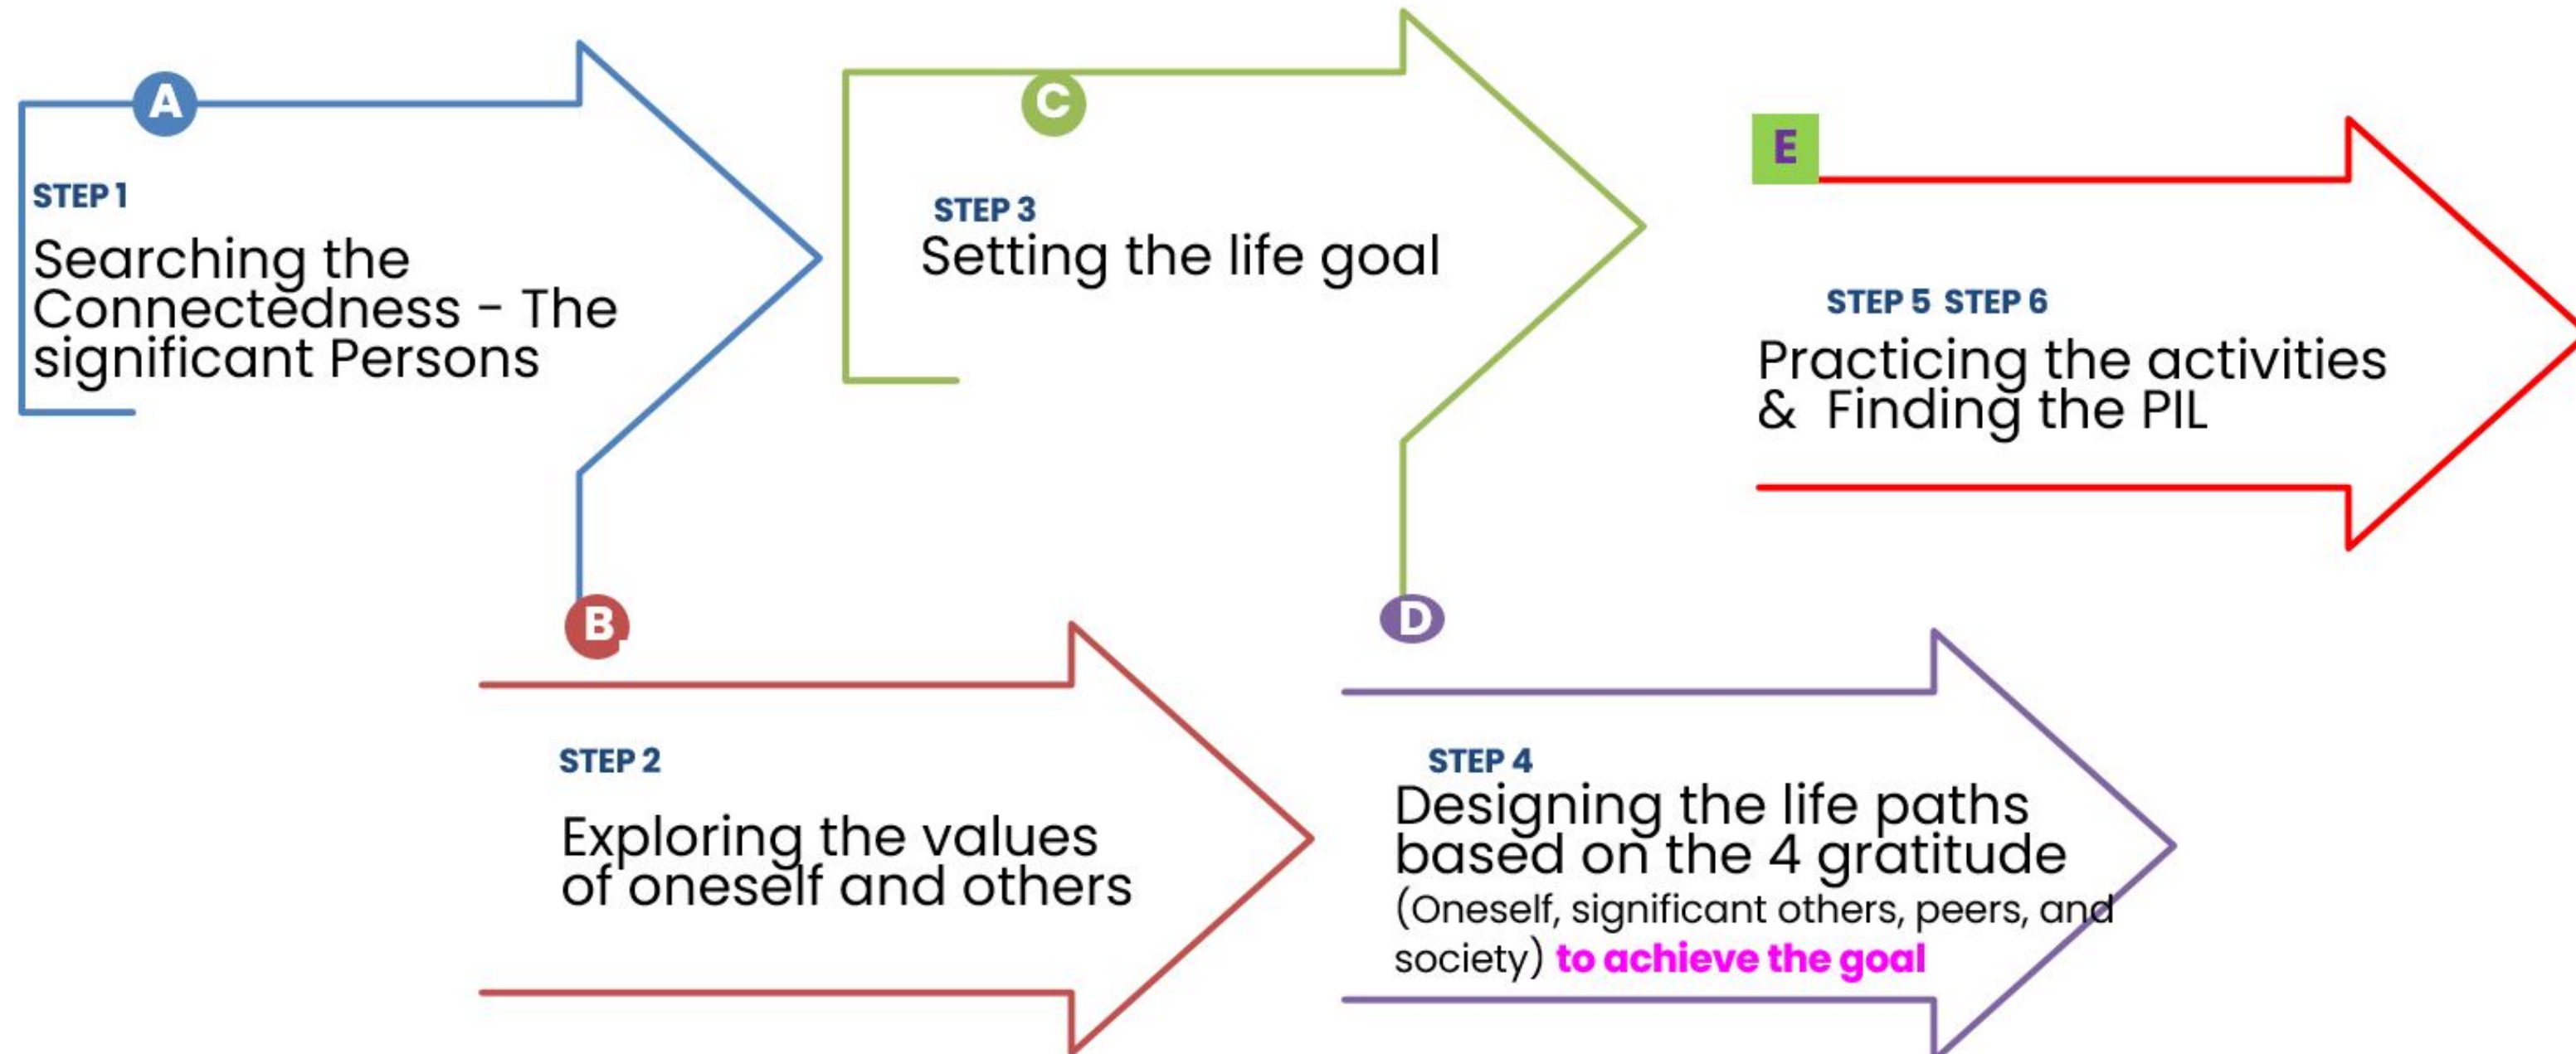 A
STEP 1
Searching the
Connectedness - The
significant Persons
B.
STEP 2
Exploring the values
of oneself and others
C
STEP 3
Setting the life goal
D
STEP 4
Designing the life paths
based on the 4 gratitude
(Oneself, significant others, peers, and
society) to achieve the goal
E
STEP 5 STEP 6
Practicing the activities
& Finding the PIL